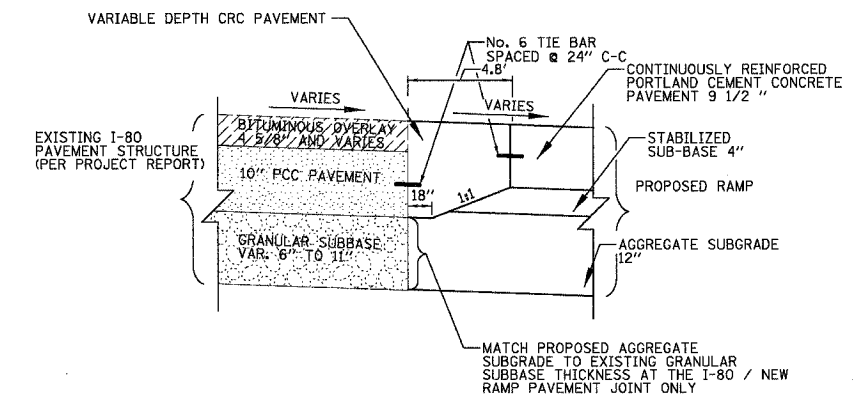 VARIABLE DEPTH CRC PAVEMENT
No. 6 TIE BAR
SPACED @ 24" C-C
4.8'
CONTINUOUSLY REINFORCED
PORTLAND CEMENT CONCRETE
PAVEMENT 9 1/2 "
VARIES
VARIES
BITUMINOUS OVERLAY
4 5/8" AND VARIES
EXISTING I-80
PAVEMENT STRUCTURE
(PER PROJECT REPORT)
STABILIZED
SUB-BASE 4"
10" PCC PAVEMENT
18"
1:1
PROPOSED RAMP
GRANULAR SUBBASE
VAR. 6" TO 11"
AGGREGATE SUBGRADE
12"
MATCH PROPOSED AGGREGATE
SUBGRADE TO EXISTING GRANULAR
SUBBASE THICKNESS AT THE I-80 / NEW
RAMP PAVEMENT JOINT ONLY